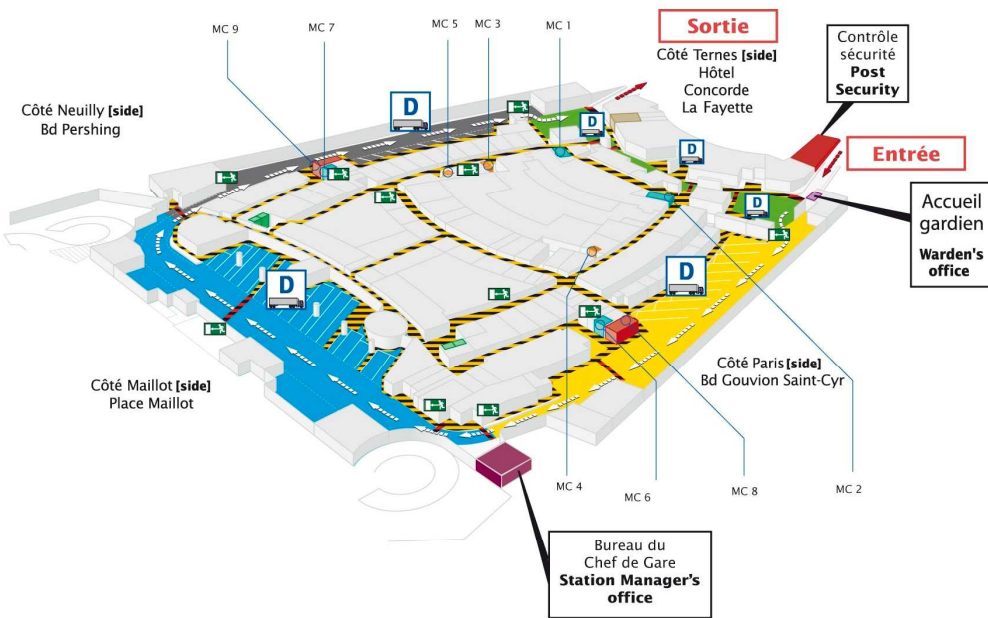 MC 9
MC 7
MC 5
MC 3
MC 1
Sortie
Côté Ternes [side]
Hôtel
Concorde
La Fayette
Contrôle
sécurité
Post
Security
Côté Neuilly [side]
Bd Pershing
D
D
D
Entrée
D
Accueil
gardien
Warden's
office
D
D
Côté Maillot [side]
Place Maillot
Côté Paris [side]
Bd Gouvion Saint-Cyr
MC 4
MC 6
MC 8
MC 2
Bureau du
Chef de Gare
Station Manager's
office